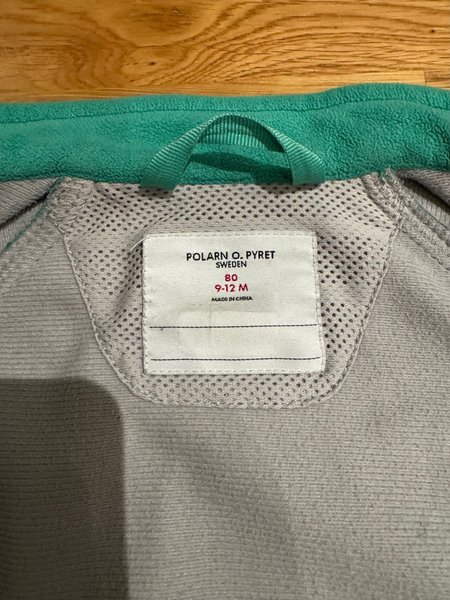 POLARN O. PYRET
SWEDEN
80
9-12 M
MADE IN CHINA